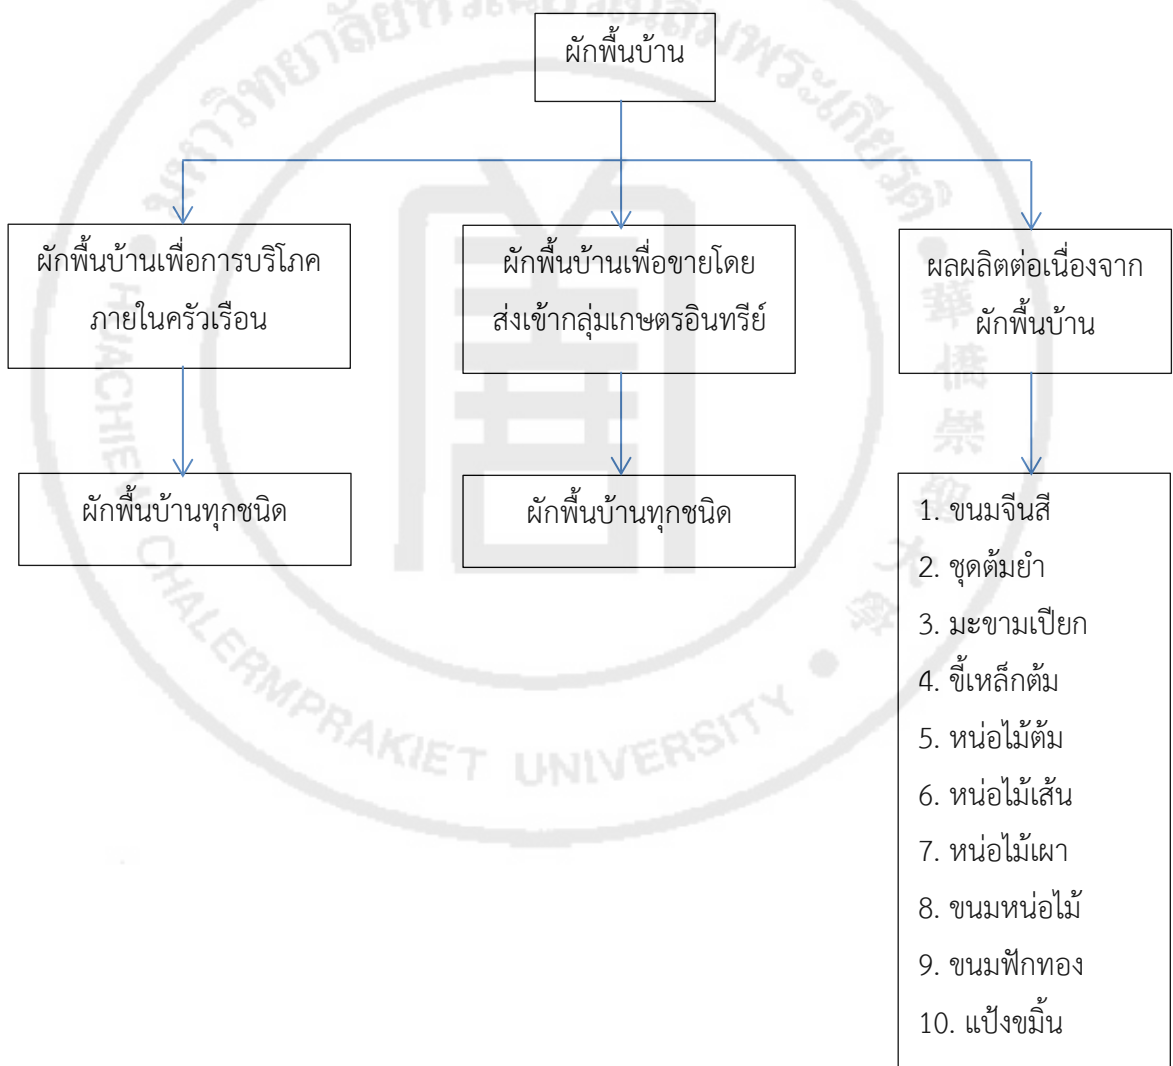 ผักพื้นบ้าน
ผักพื้นบ้านเพื่อการบริโภค
ภายในครัวเรือน
ผักพื้นบ้านเพื่อขายโดย
ส่งเข้ากลุ่มเกษตรอินทรีย์
ผลผลิตต่อเนื่องจาก
ผักพื้นบ้าน
ผักพื้นบ้านทุกชนิด
ผักพื้นบ้านทุกชนิด
1. ขนมจีนสี
2. ชุดต้มยำ
3. มะขามเปียก
4. ขี้เหล็กต้ม
5. หน่อไม้ต้ม
6. หน่อไม้เส้น
7. หน่อไม้เผา
8. ขนมหน่อไม้
9. ขนมฟักทอง
10. แป้งขมิ้น
HUACHIEW CHALERMPRAKIET UNIVERSITY
華僑崇聖大學